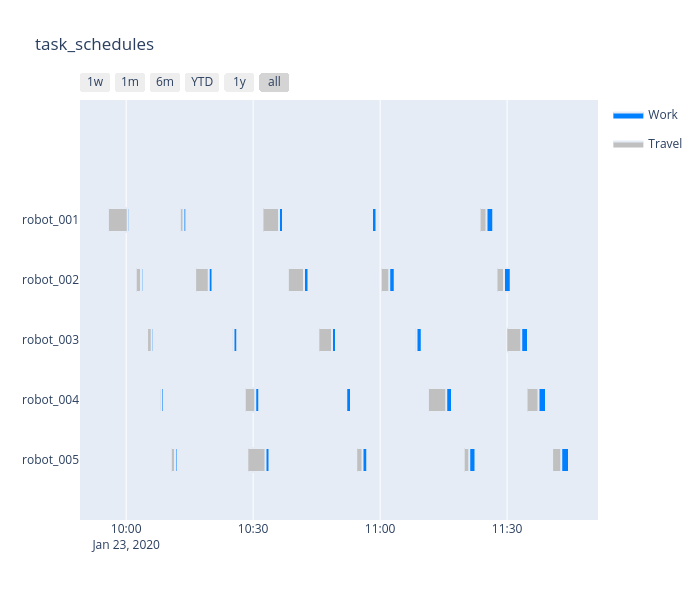 task_schedules
1w 1m 6m YTD 1y all
Work
Travel
robot_001
robot_002
robot_003
robot_004
robot_005
10:00 10:30 11:00 11:30
Jan 23, 2020